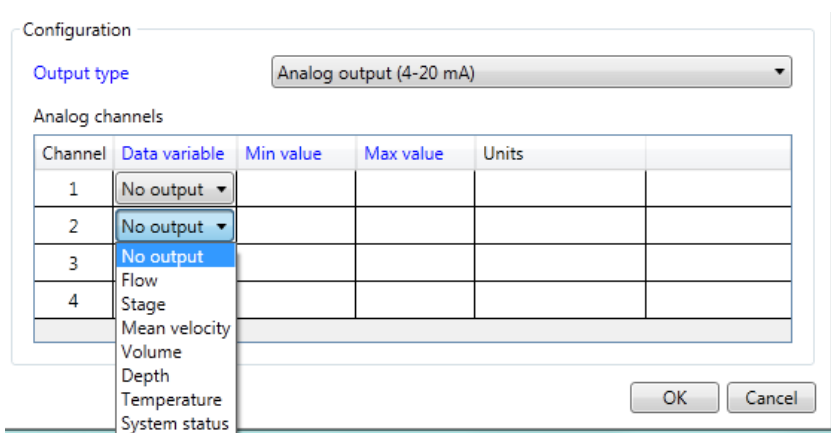 Configuration
Output type Analog output (4-20 mA)
Analog channels
Channel Data variable Min value Max value Units
1 No output
2 No output
3 No output
4 Flow
Stage
Mean velocity
Volume
Depth
Temperature
System status
OK Cancel